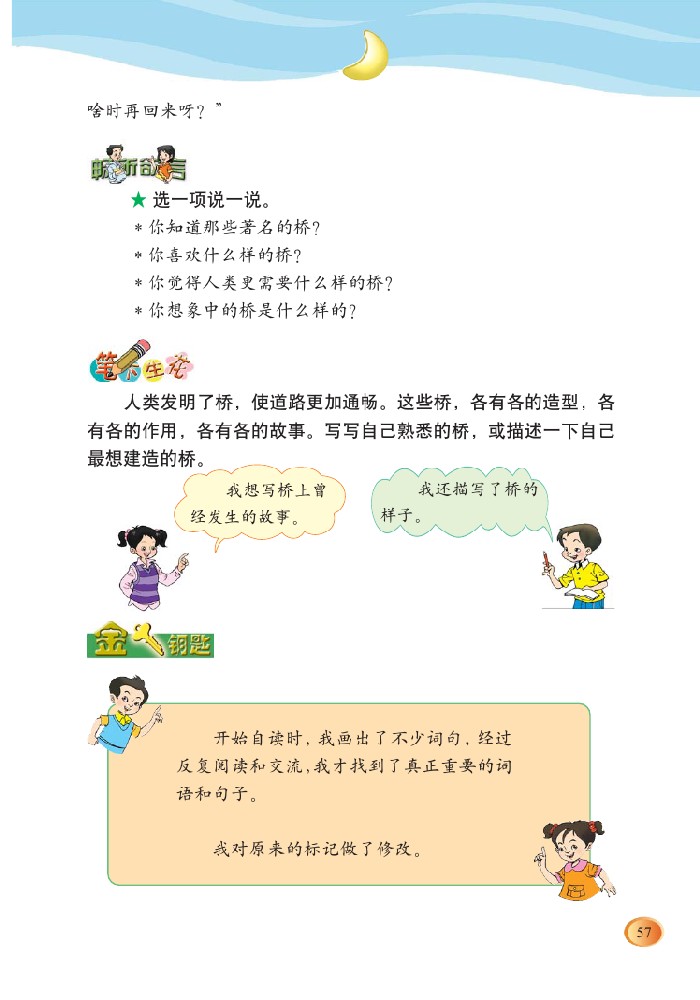 啥时再回来呀？”
畅所欲言
★ 选一项说一说。
* 你知道那些著名的桥？
* 你喜欢什么样的桥？
* 你觉得人类更需要什么样的桥？
* 你想象中的桥是什么样的？
笔下生花
人类发明了桥，使道路更加通畅。这些桥，各有各的造型，各
有各的作用，各有各的故事。写写自己熟悉的桥，或描述一下自己
最想建造的桥。
我想写桥上曾
经发生的故事。
我还描写了桥的
样子。
金钥匙
开始自读时，我画出了不少词句，经过
反复阅读和交流，我才找到了真正重要的词
语和句子。
我对原来的标记做了修改。
57